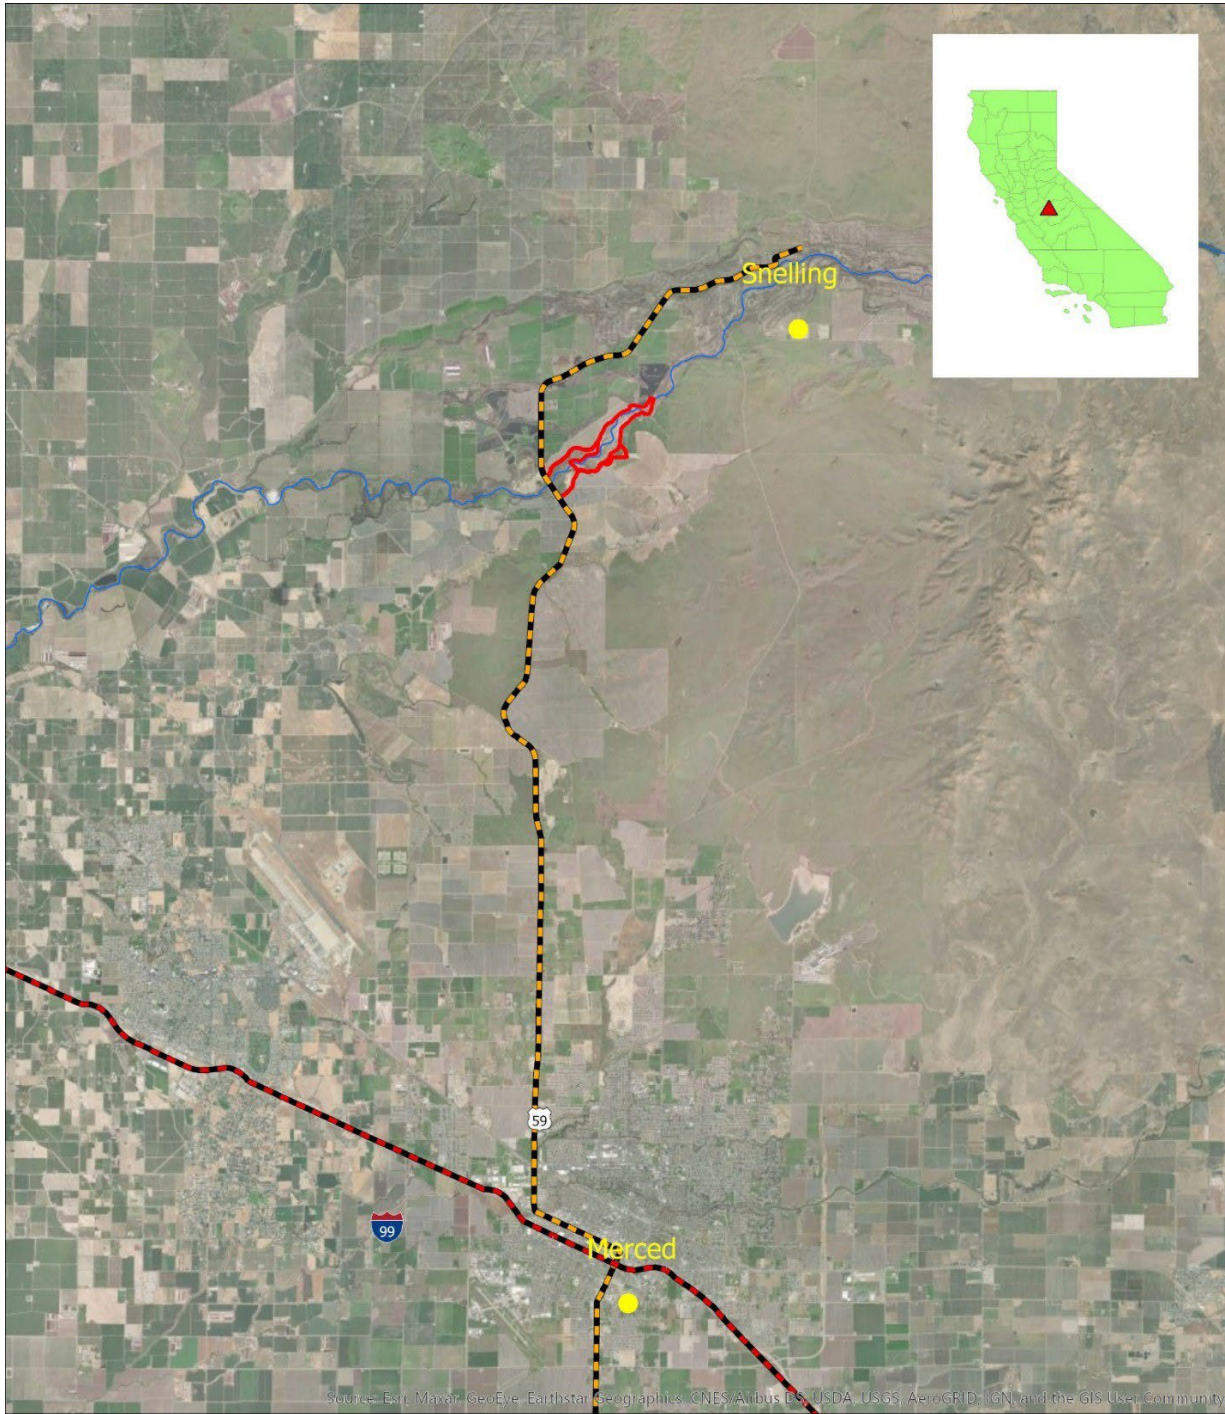 Snelling
59
99
Merced
Source: Esri, Maxar, GeoEye, Earthstar Geographics, CNES/Airbus DS, USDA, USGS, AeroGRID, IGN, and the GIS User Community